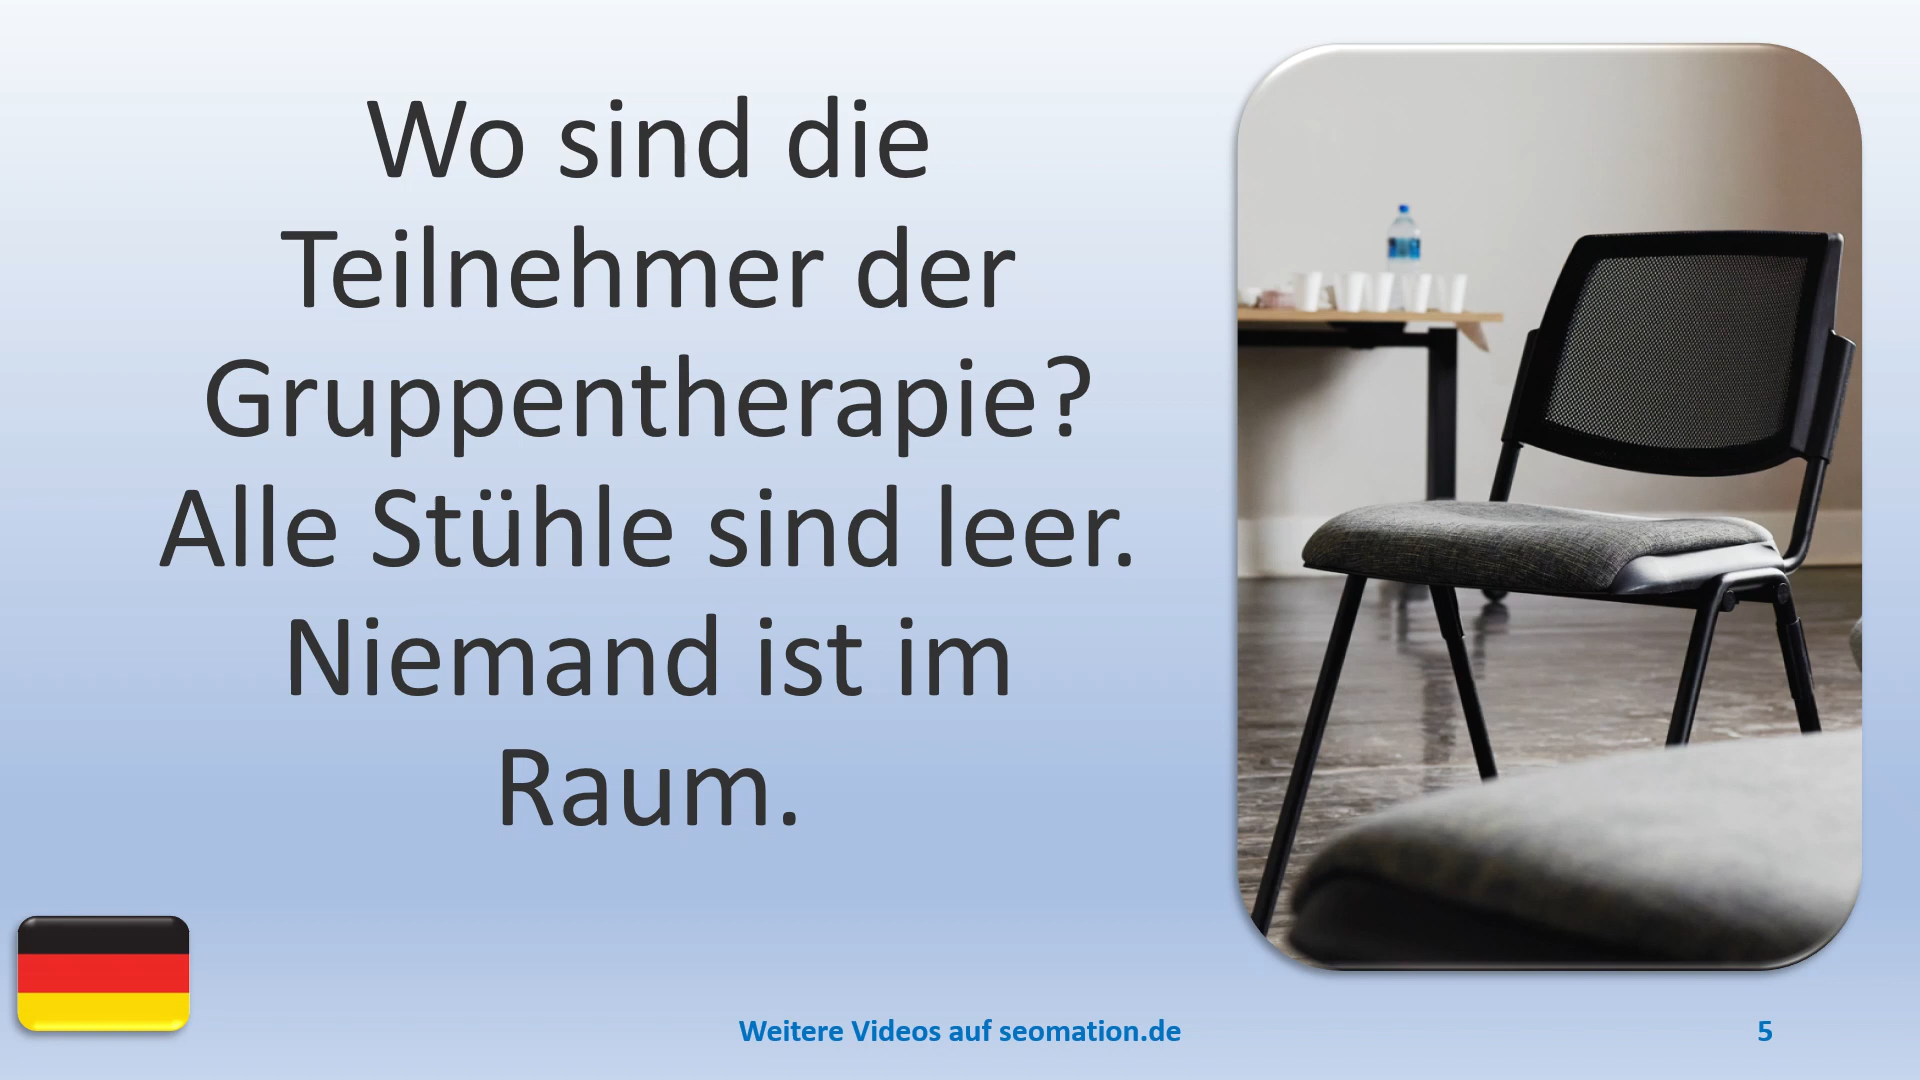 Wo sind die
Teilnehmer der
Gruppentherapie?
Alle Stühle sind leer.
Niemand ist im
Raum.
Weitere Videos auf seomation.de
5